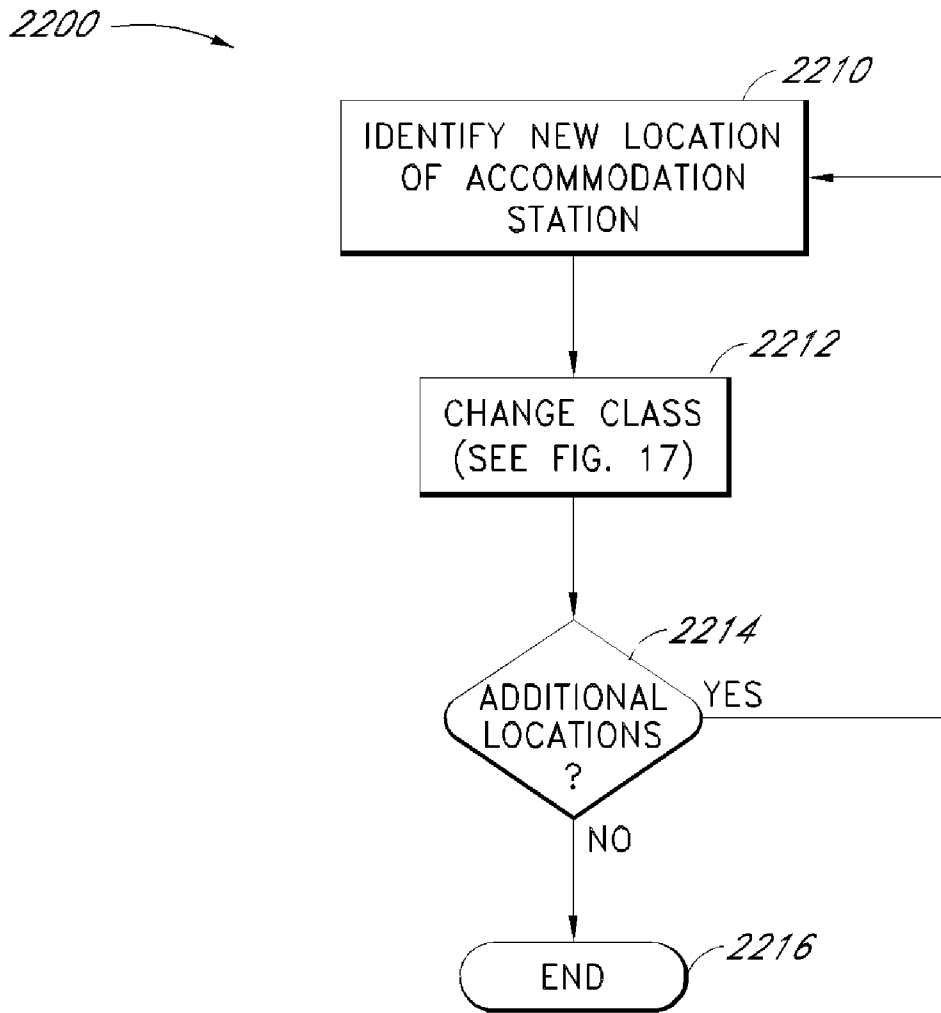 2200
2210
IDENTIFY NEW LOCATION
OF ACCOMMODATION
STATION
2212
CHANGE CLASS
(SEE FIG. 17)
2214
ADDITIONAL
LOCATIONS
?
YES
NO
2216
END